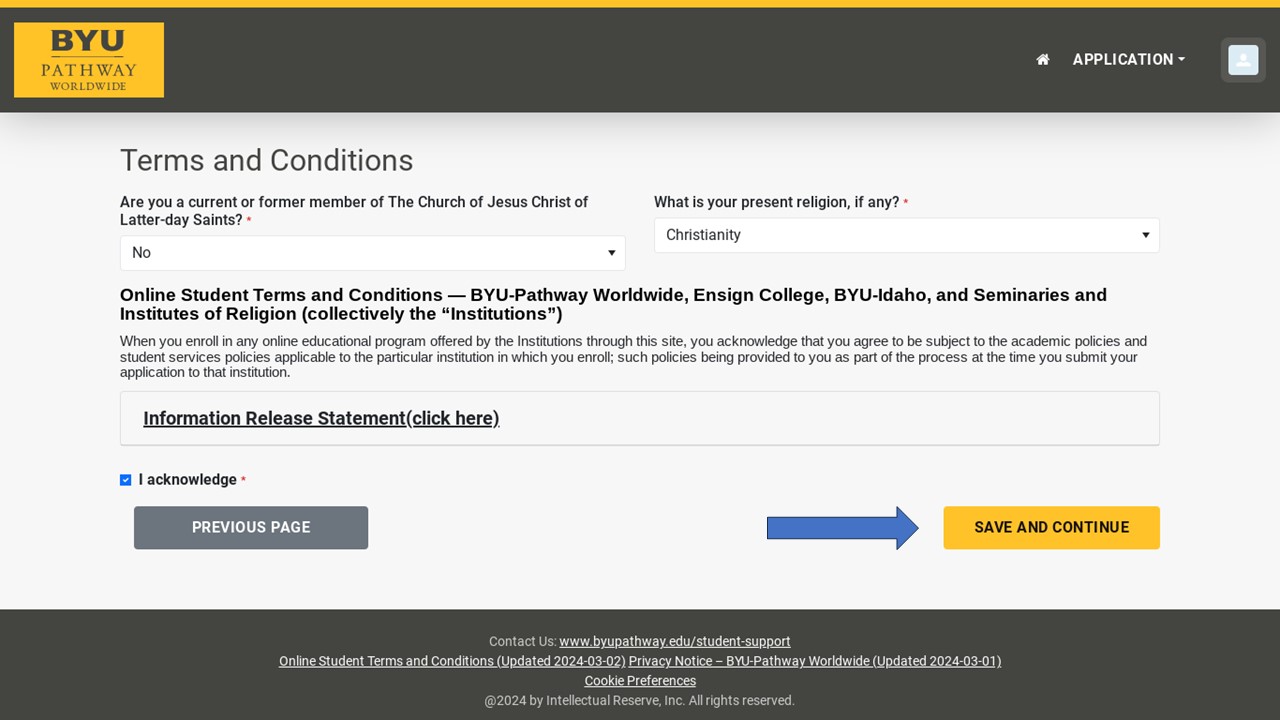 BYU
PATHWAY
WORLDWIDE
APPLICATION
Terms and Conditions
Are you a current or former member of The Church of Jesus Christ of
Latter-day Saints? *
No
What is your present religion, if any? *
Christianity
Online Student Terms and Conditions — BYU-Pathway Worldwide, Ensign College, BYU-Idaho, and Seminaries and
Institutes of Religion (collectively the “Institutions”)
When you enroll in any online educational program offered by the Institutions through this site, you acknowledge that you agree to be subject to the academic policies and
student services policies applicable to the particular institution in which you enroll; such policies being provided to you as part of the process at the time you submit your
application to that institution.
Information Release Statement(click here)
I acknowledge *
PREVIOUS PAGE
SAVE AND CONTINUE
Contact Us: www.byupathway.edu/student-support
Online Student Terms and Conditions (Updated 2024-03-02) Privacy Notice – BYU-Pathway Worldwide (Updated 2024-03-01)
Cookie Preferences
@2024 by Intellectual Reserve, Inc. All rights reserved.